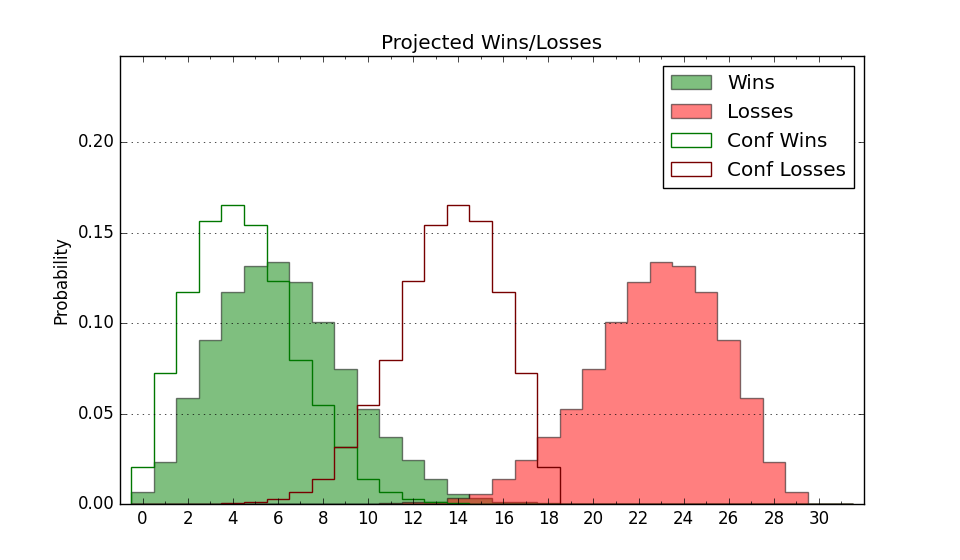 Projected Wins/Losses
Wins
Losses
Conf Wins
Conf Losses
Probability
0.20
0.15
0.10
0.05
0.00
0 2 4 6 8 10 12 14 16 18 20 22 24 26 28 30